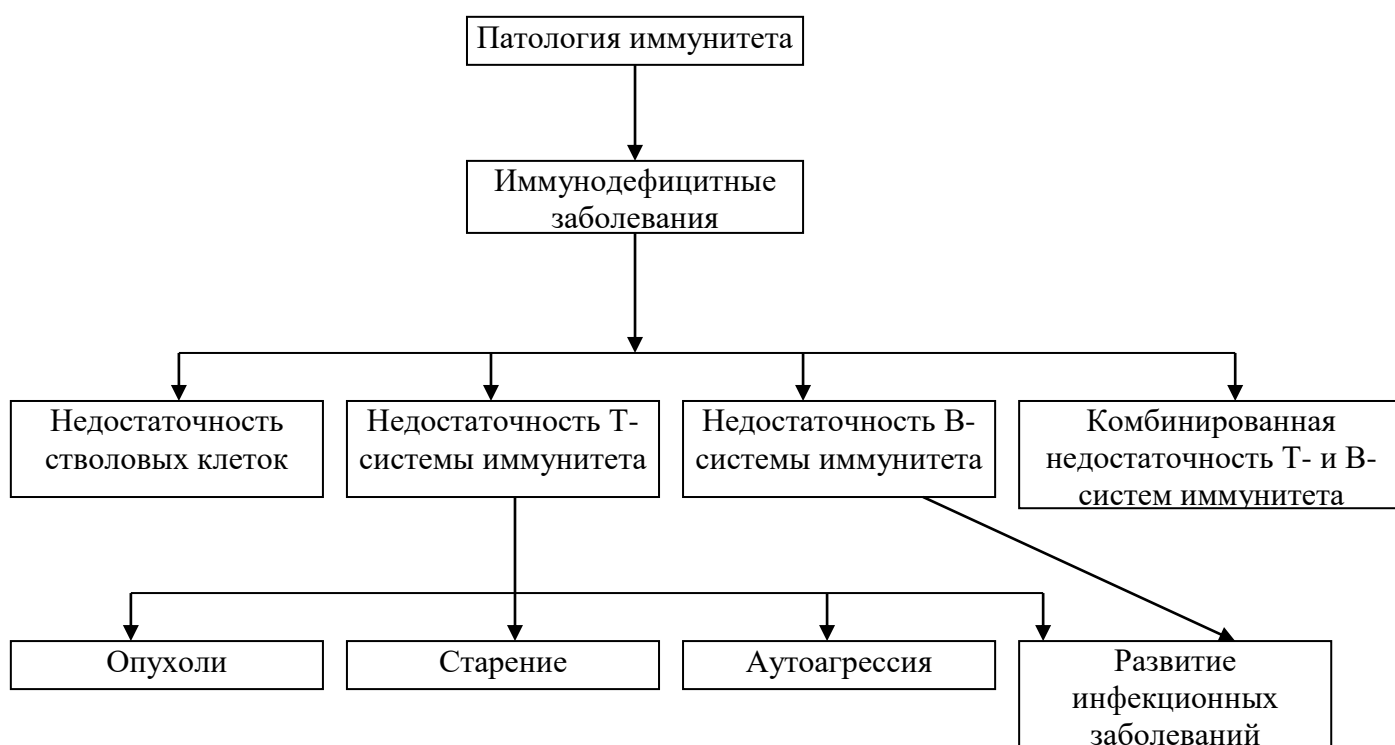 Патология иммунитета
Иммунодефицитные
заболевания
Недостаточность
стволовых клеток
Недостаточность Т-
системы иммунитета
Недостаточность В-
системы иммунитета
Комбинированная
недостаточность Т- и В-
систем иммунитета
Опухоли
Старение
Аутоагрессия
Развитие
инфекционных
заболеваний